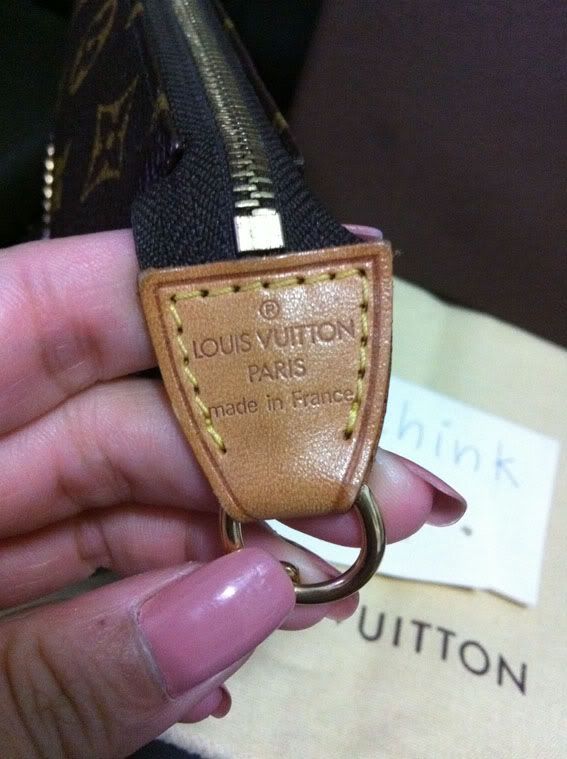 ®
LOUIS VUITTON
PARIS
made in France
hink
UITTON